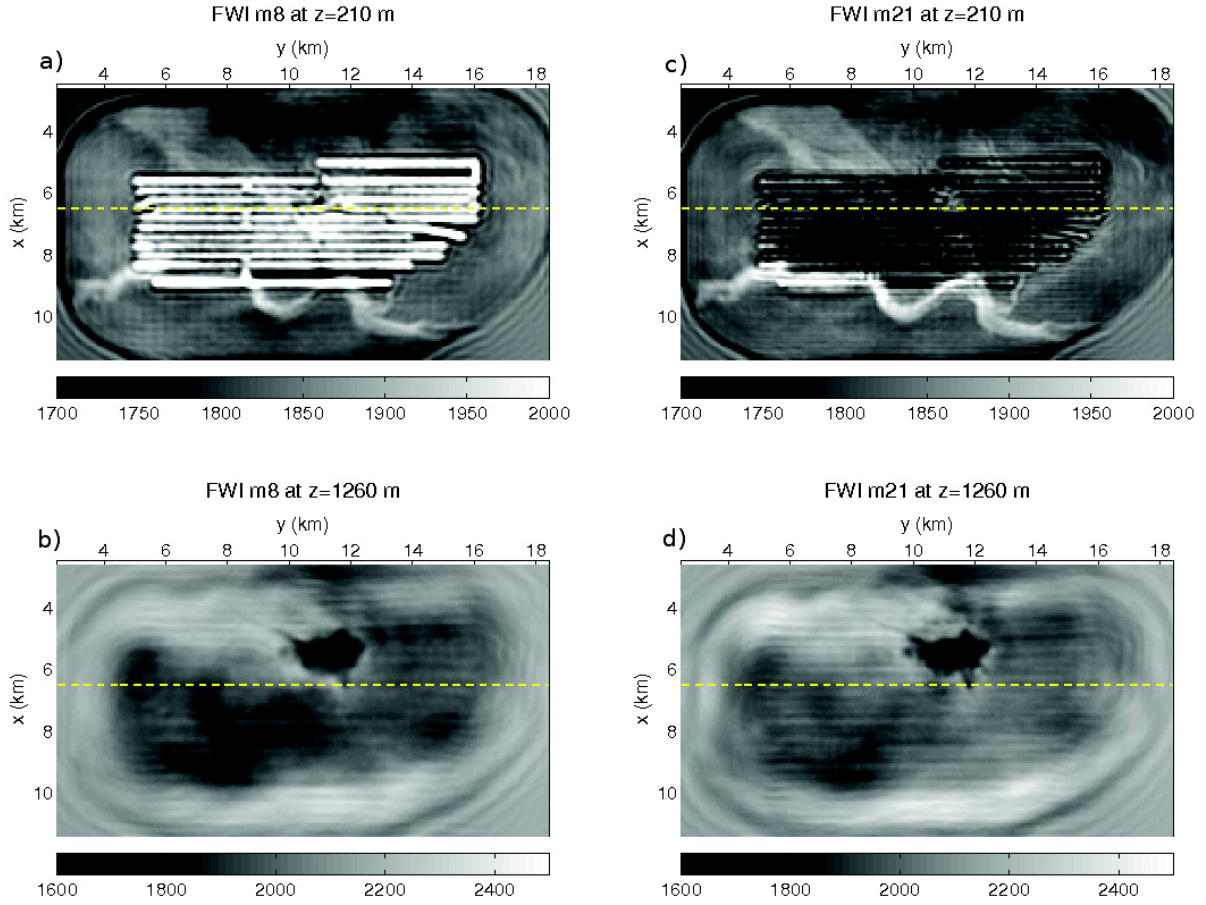 FWI m8 at z=210 m
y (km)
a)
4 6 8 10 12 14 16 18
x (km)
4
6
8
10
1700 1750 1800 1850 1900 1950 2000
FWI m21 at z=210 m
y (km)
c)
4 6 8 10 12 14 16 18
x (km)
4
6
8
10
1700 1750 1800 1850 1900 1950 2000
FWI m8 at z=1260 m
y (km)
b)
4 6 8 10 12 14 16 18
x (km)
4
6
8
10
1600 1800 2000 2200 2400
FWI m21 at z=1260 m
y (km)
d)
4 6 8 10 12 14 16 18
x (km)
4
6
8
10
1600 1800 2000 2200 2400